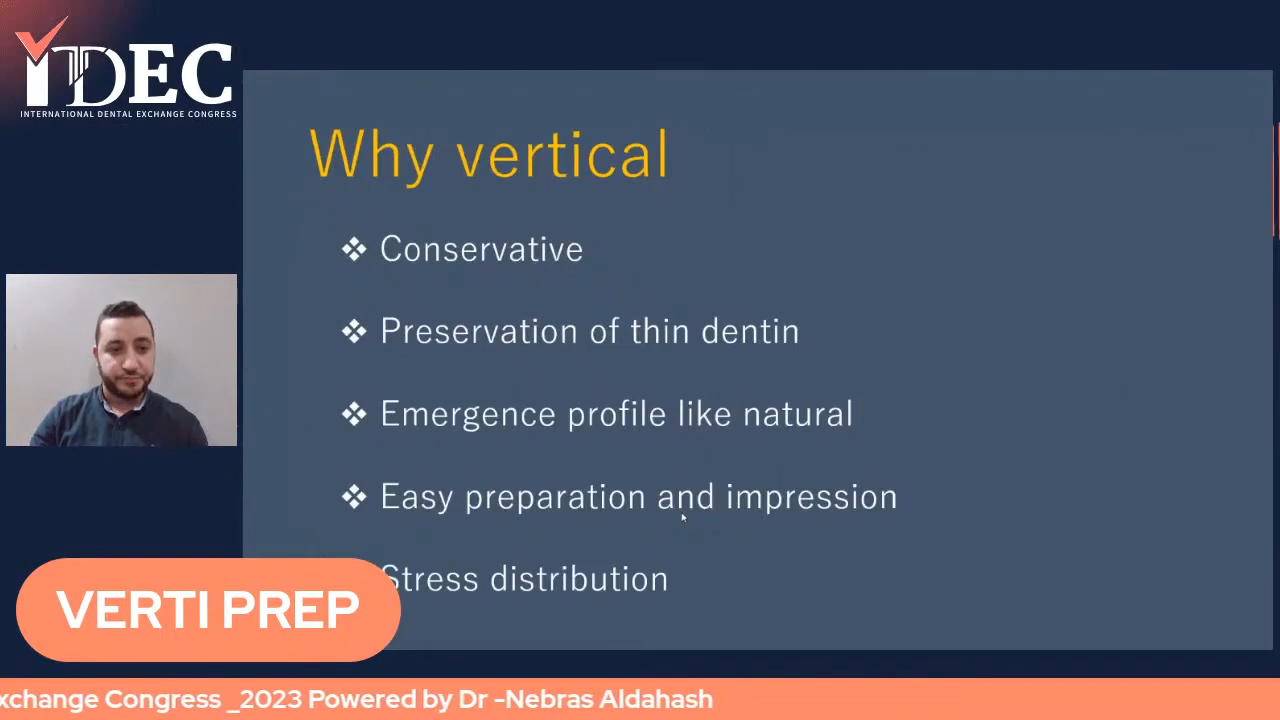 IDEC
INTERNATIONAL DENTAL EXCHANGE CONGRESS
Why vertical
❖ Conservative
❖ Preservation of thin dentin
❖ Emergence profile like natural
❖ Easy preparation and impression
Stress distribution
VERTI PREP
xchange Congress _2023 Powered by Dr -Nebras Aldahash